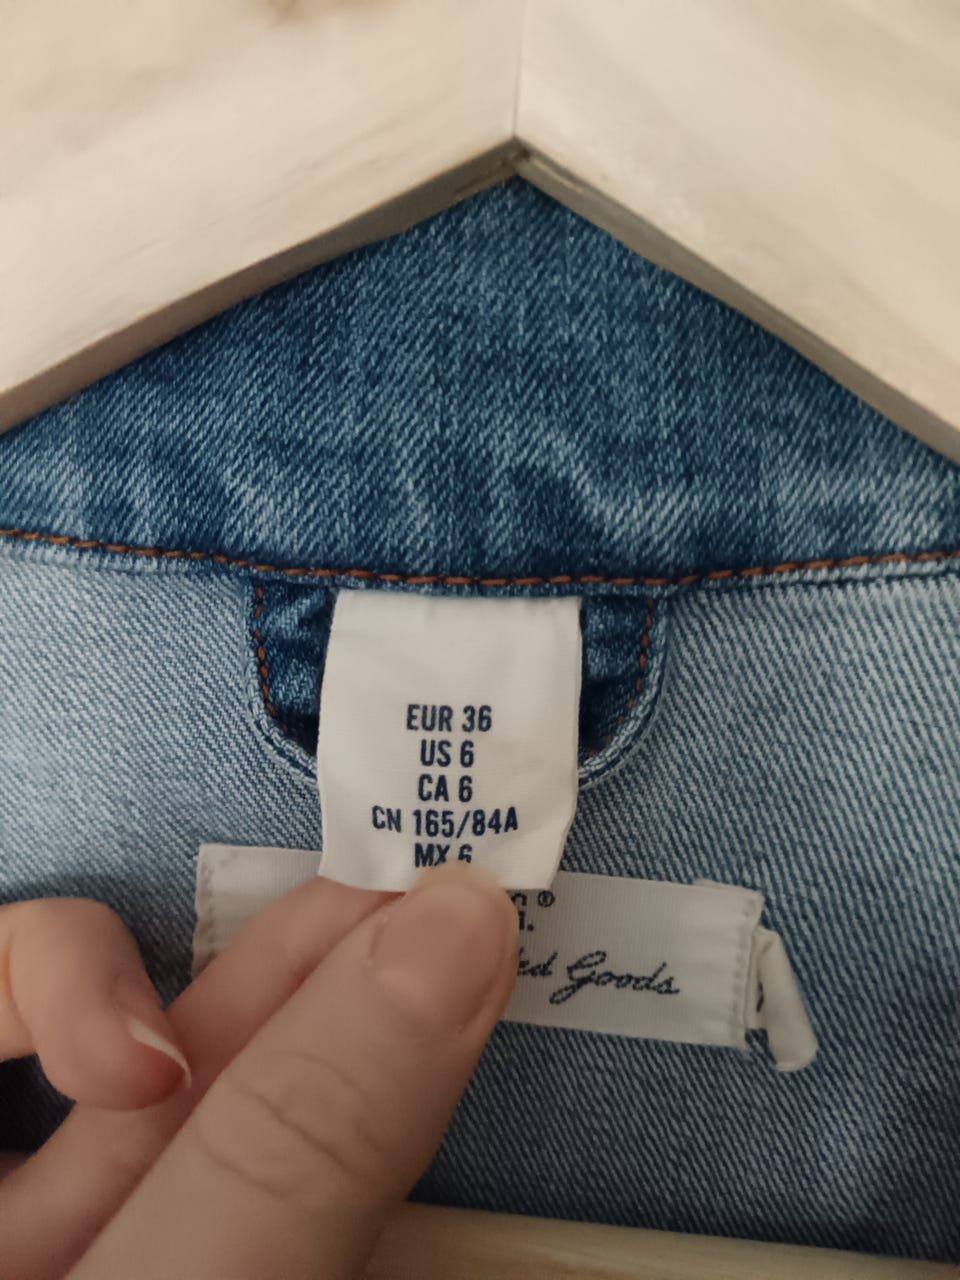 EUR 36
US 6
CA 6
CN 165/84A
MX 6
G.®
Goods